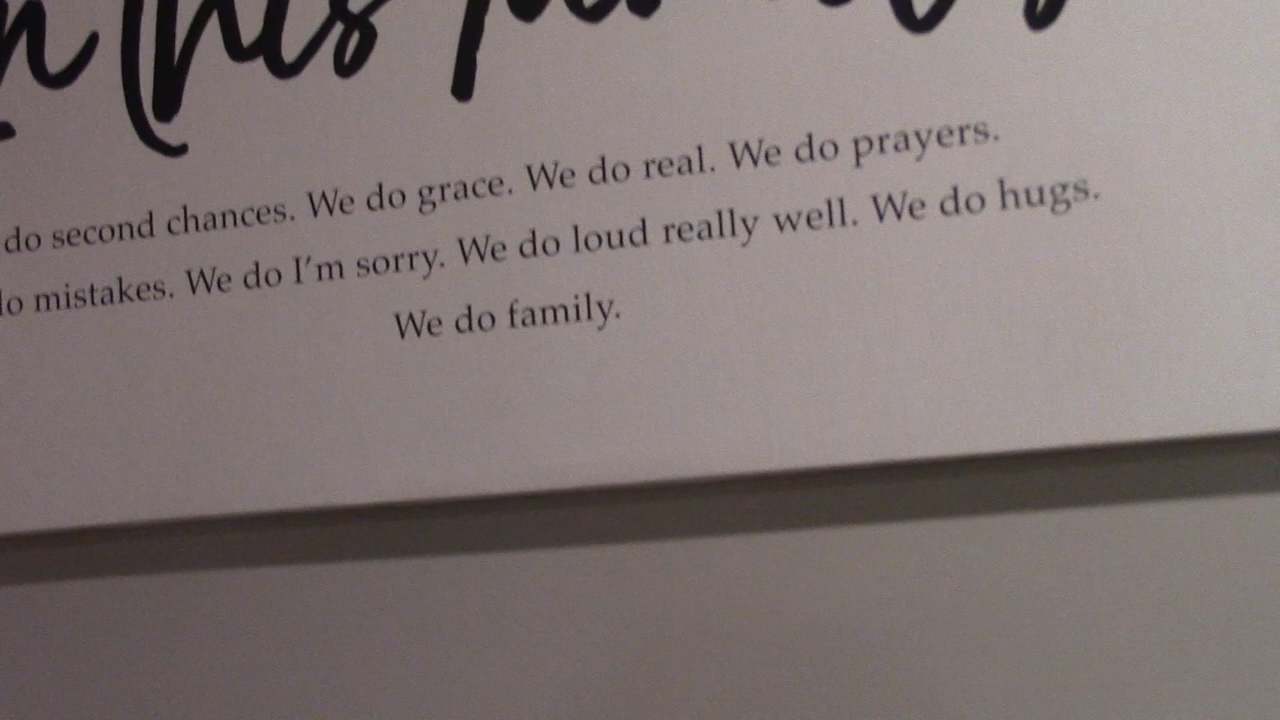 this
do second chances. We do grace. We do real. We do prayers.
mistakes. We do I'm sorry. We do loud really well. We do hugs.
We do family.